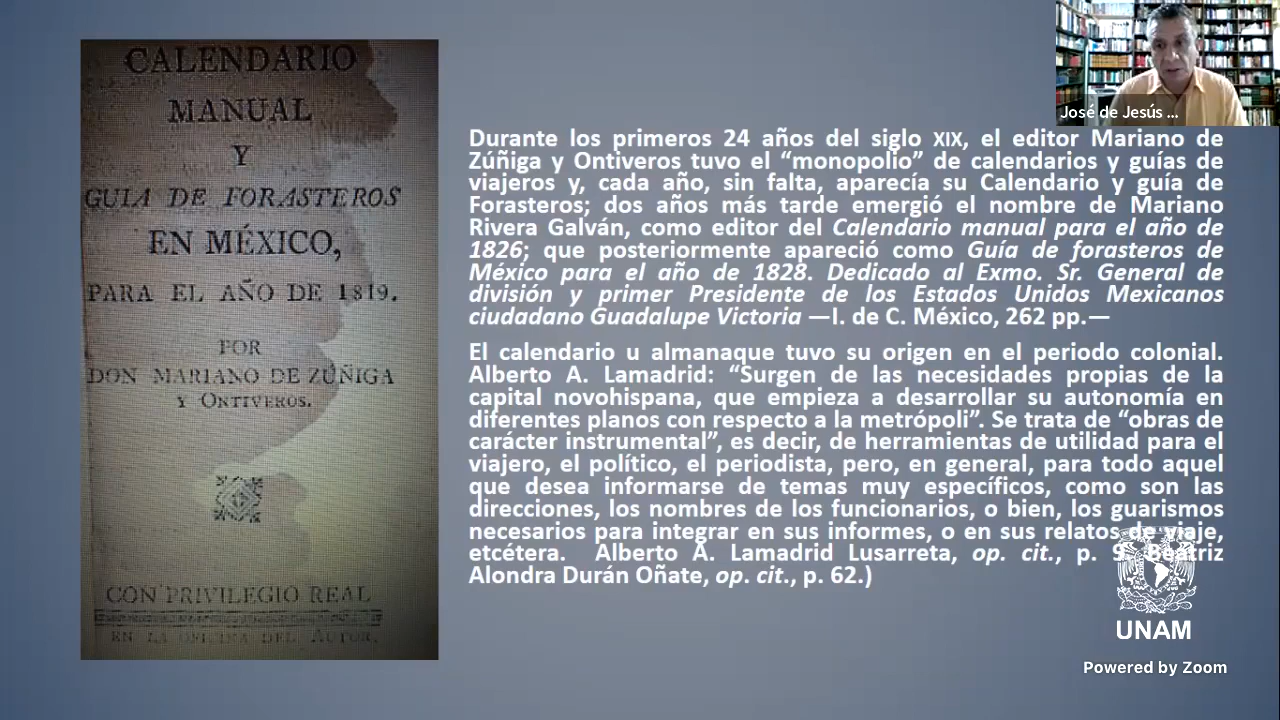 CALENDARIO
MANUAL
Y
GUIA DE FORASTEROS
EN MÉXICO,
PARA EL AÑO DE 1819.
POR
DON MARIANO DE ZÚÑIGA
Y ONTIVEROS.
CON PRIVILEGIO REAL
EN LA OFICINA DEL AUTOR.
José de Jesús ...
Durante los primeros 24 años del siglo XIX, el editor Mariano de
Zúñiga y Ontiveros tuvo el “monopolio” de calendarios y guías de
viajeros y, cada año, sin falta, aparecía su Calendario y guía de
Forasteros; dos años más tarde emergió el nombre de Mariano
Rivera Galván, como editor del Calendario manual para el año de
1826; que posteriormente apareció como Guía de forasteros de
México para el año de 1828. Dedicado al Exmo. Sr. General de
división y primer Presidente de los Estados Unidos Mexicanos
ciudadano Guadalupe Victoria —I. de C. México, 262 pp.—
El calendario u almanaque tuvo su origen en el periodo colonial.
Alberto A. Lamadrid: “Surgen de las necesidades propias de la
capital novohispana, que empieza a desarrollar su autonomía en
diferentes planos con respecto a la metrópoli”. Se trata de “obras de
carácter instrumental”, es decir, de herramientas de utilidad para el
viajero, el político, el periodista, pero, en general, para todo aquel
que desea informarse de temas muy específicos, como son las
direcciones, los nombres de los funcionarios, o bien, los guarismos
necesarios para integrar en sus informes, o en sus relatos de viaje,
etcétera. Alberto A. Lamadrid Lusarreta, op. cit., p. 9. Beatriz
Alondra Durán Oñate, op. cit., p. 62.)
UNAM
Powered by Zoom